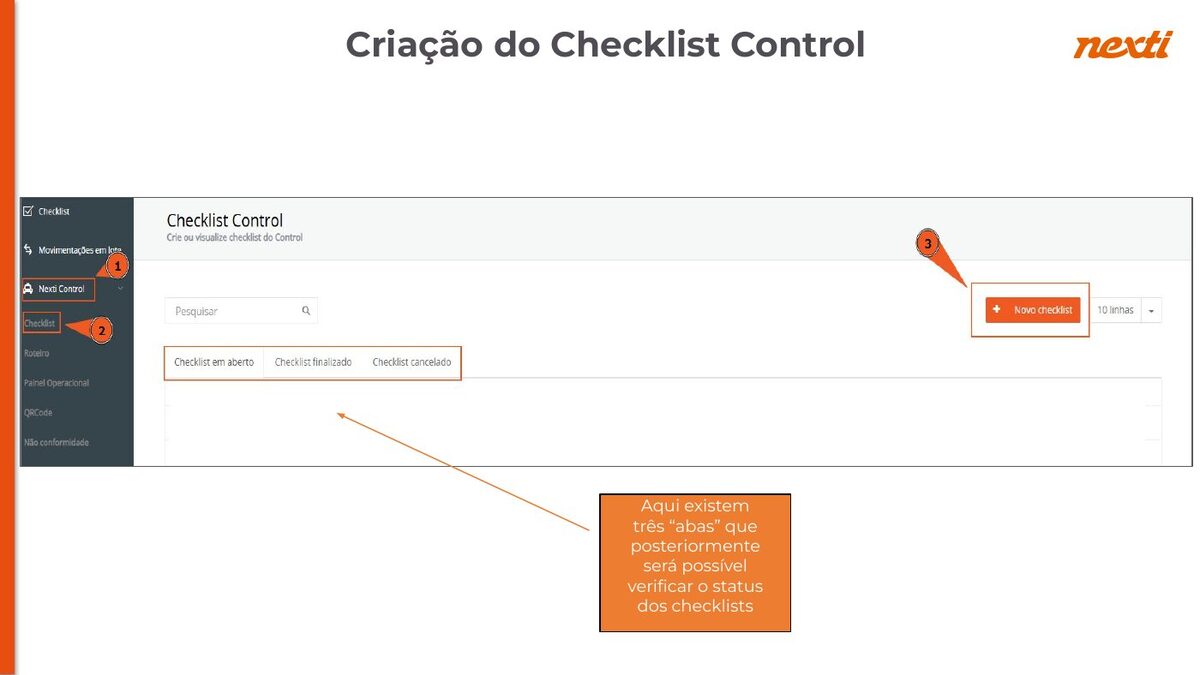 Criação do Checklist Control
nexti
Checklist
Movimentações em lote
1
Nexti Control
Checklist
2
Roteiro
Painel Operacional
QRCode
Não conformidade
Checklist Control
Crie ou visualize checklist do Control
3
Pesquisar
+ Novo checklist
10 linhas
Checklist em aberto
Checklist finalizado
Checklist cancelado
Aqui existem
três “abas” que
posteriormente
será possível
verificar o status
dos checklists